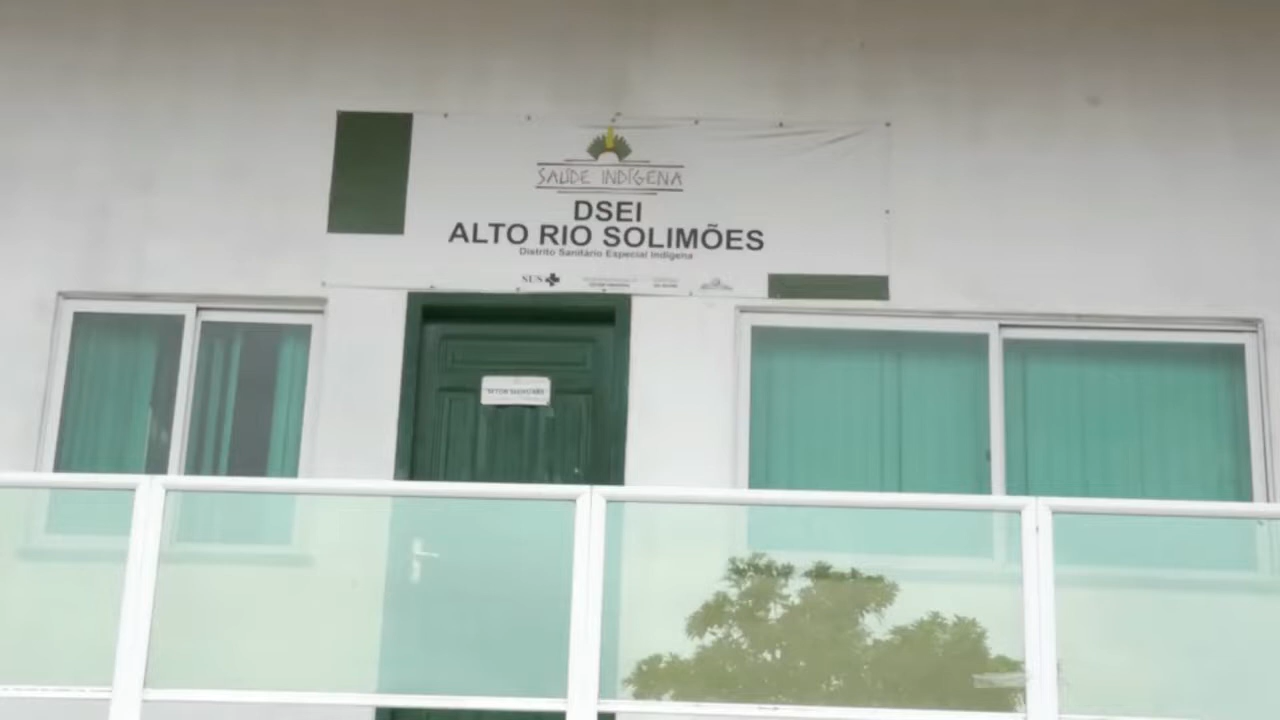 SAÚDE INDÍGENA
DSEI
ALTO RIO SOLIMÕES
Distrito Sanitário Especial Indígena
SUS